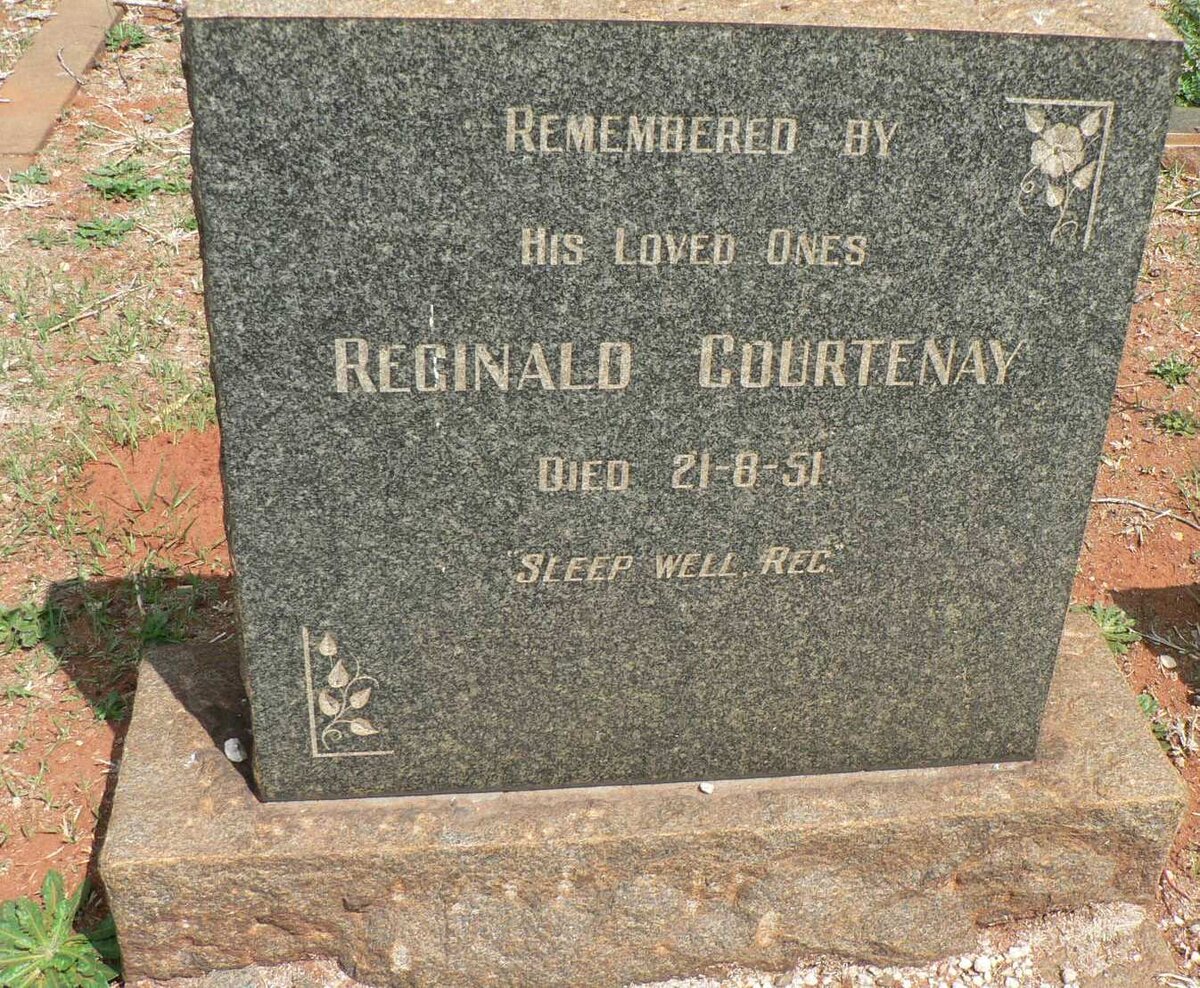 REMEMBERED BY
HIS LOVED ONES
REGINALD COURTENAY
DIED 21-8-51.
"SLEEP WELL, REG."